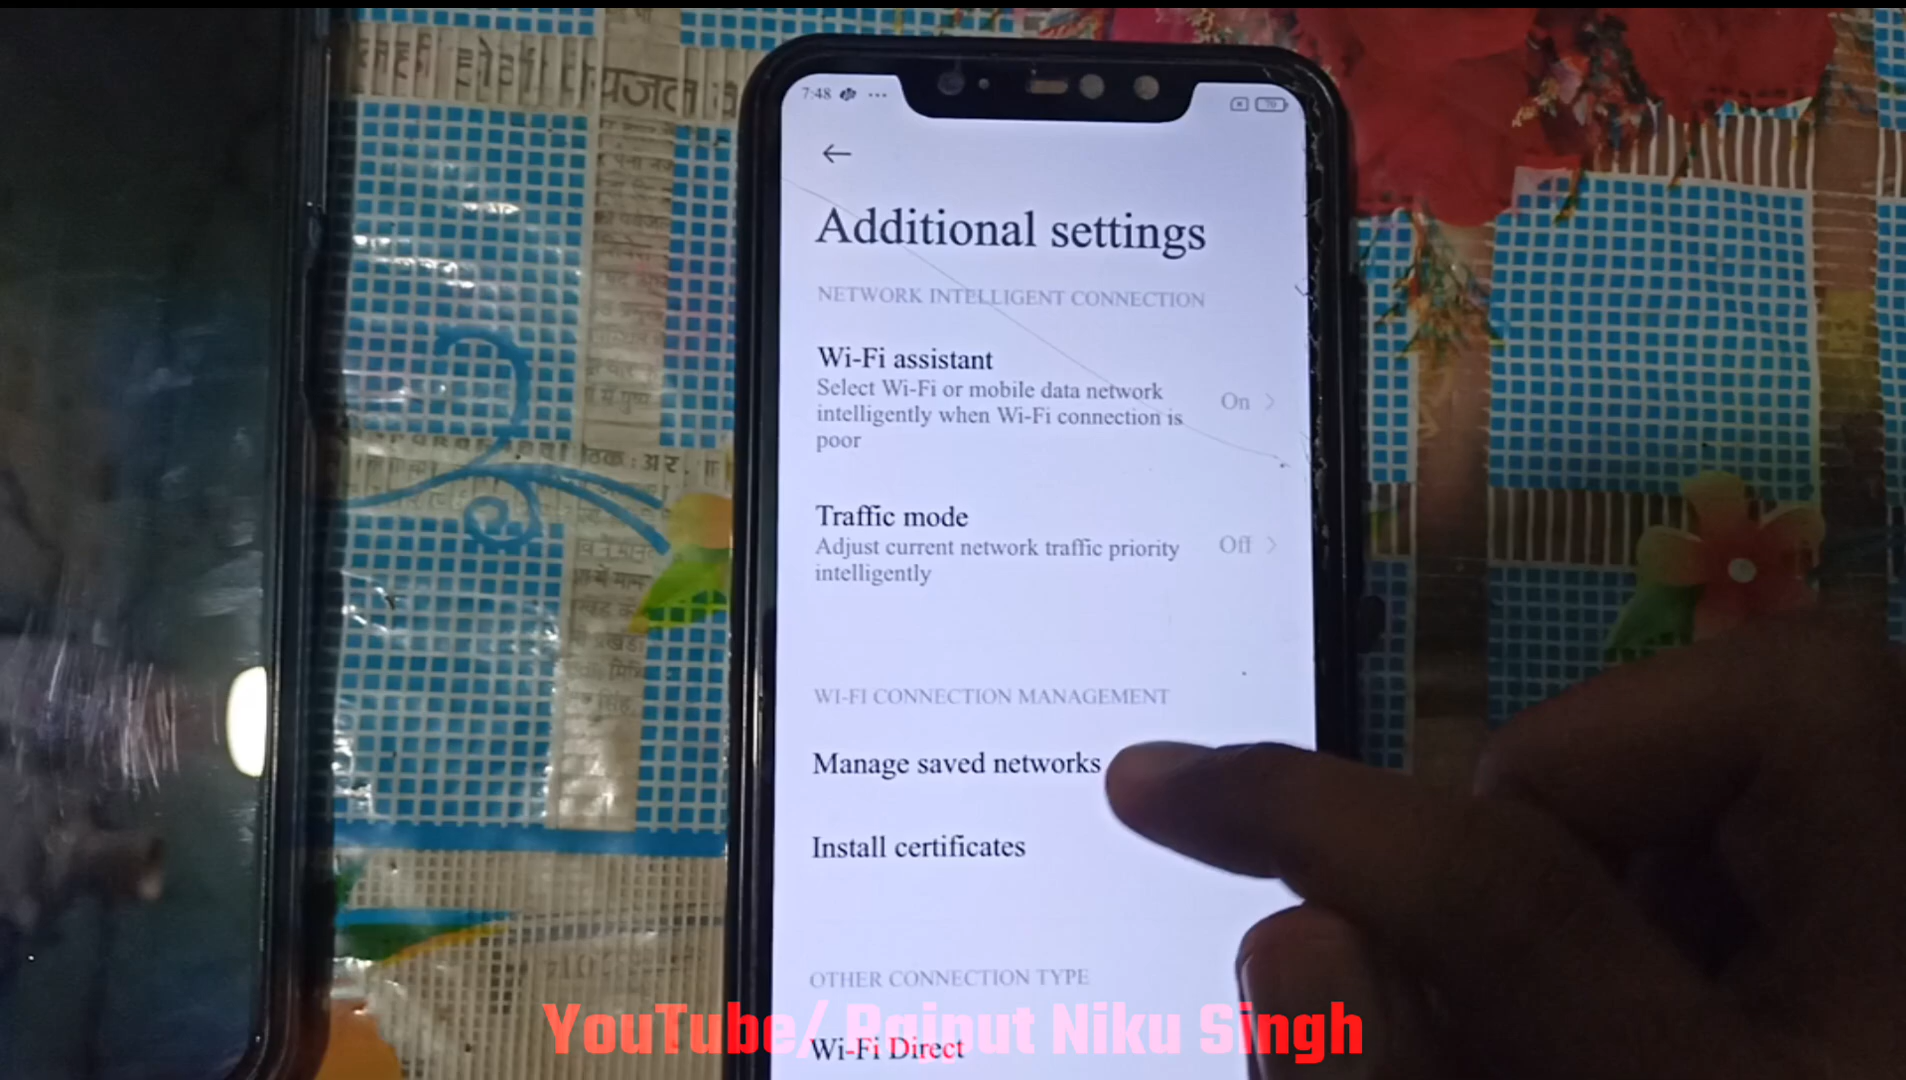 7:48
70
Additional settings
NETWORK INTELLIGENT CONNECTION
Wi-Fi assistant
Select Wi-Fi or mobile data network
intelligently when Wi-Fi connection is
poor
On
Traffic mode
Adjust current network traffic priority
intelligently
Off
WI-FI CONNECTION MANAGEMENT
Manage saved networks
Install certificates
OTHER CONNECTION TYPE
Wi-Fi Direct
YouTube/ Rajput Niku Singh